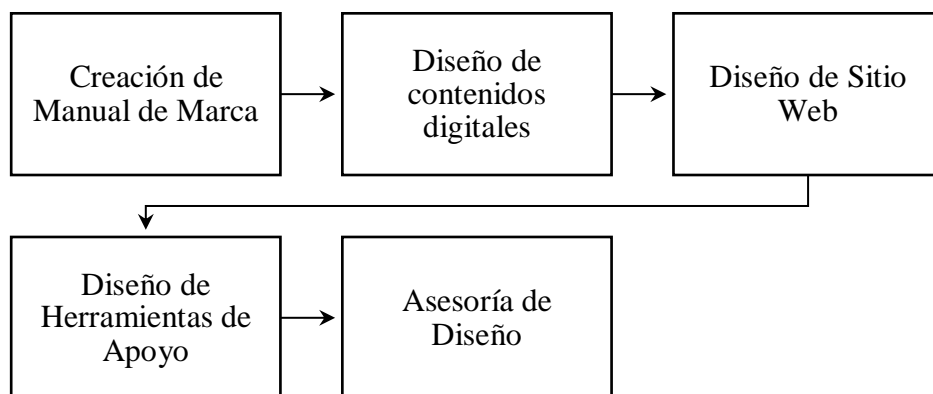 Creación de
Manual de Marca
Diseño de
contenidos
digitales
Diseño de Sitio
Web
Diseño de
Herramientas de
Apoyo
Asesoría de
Diseño